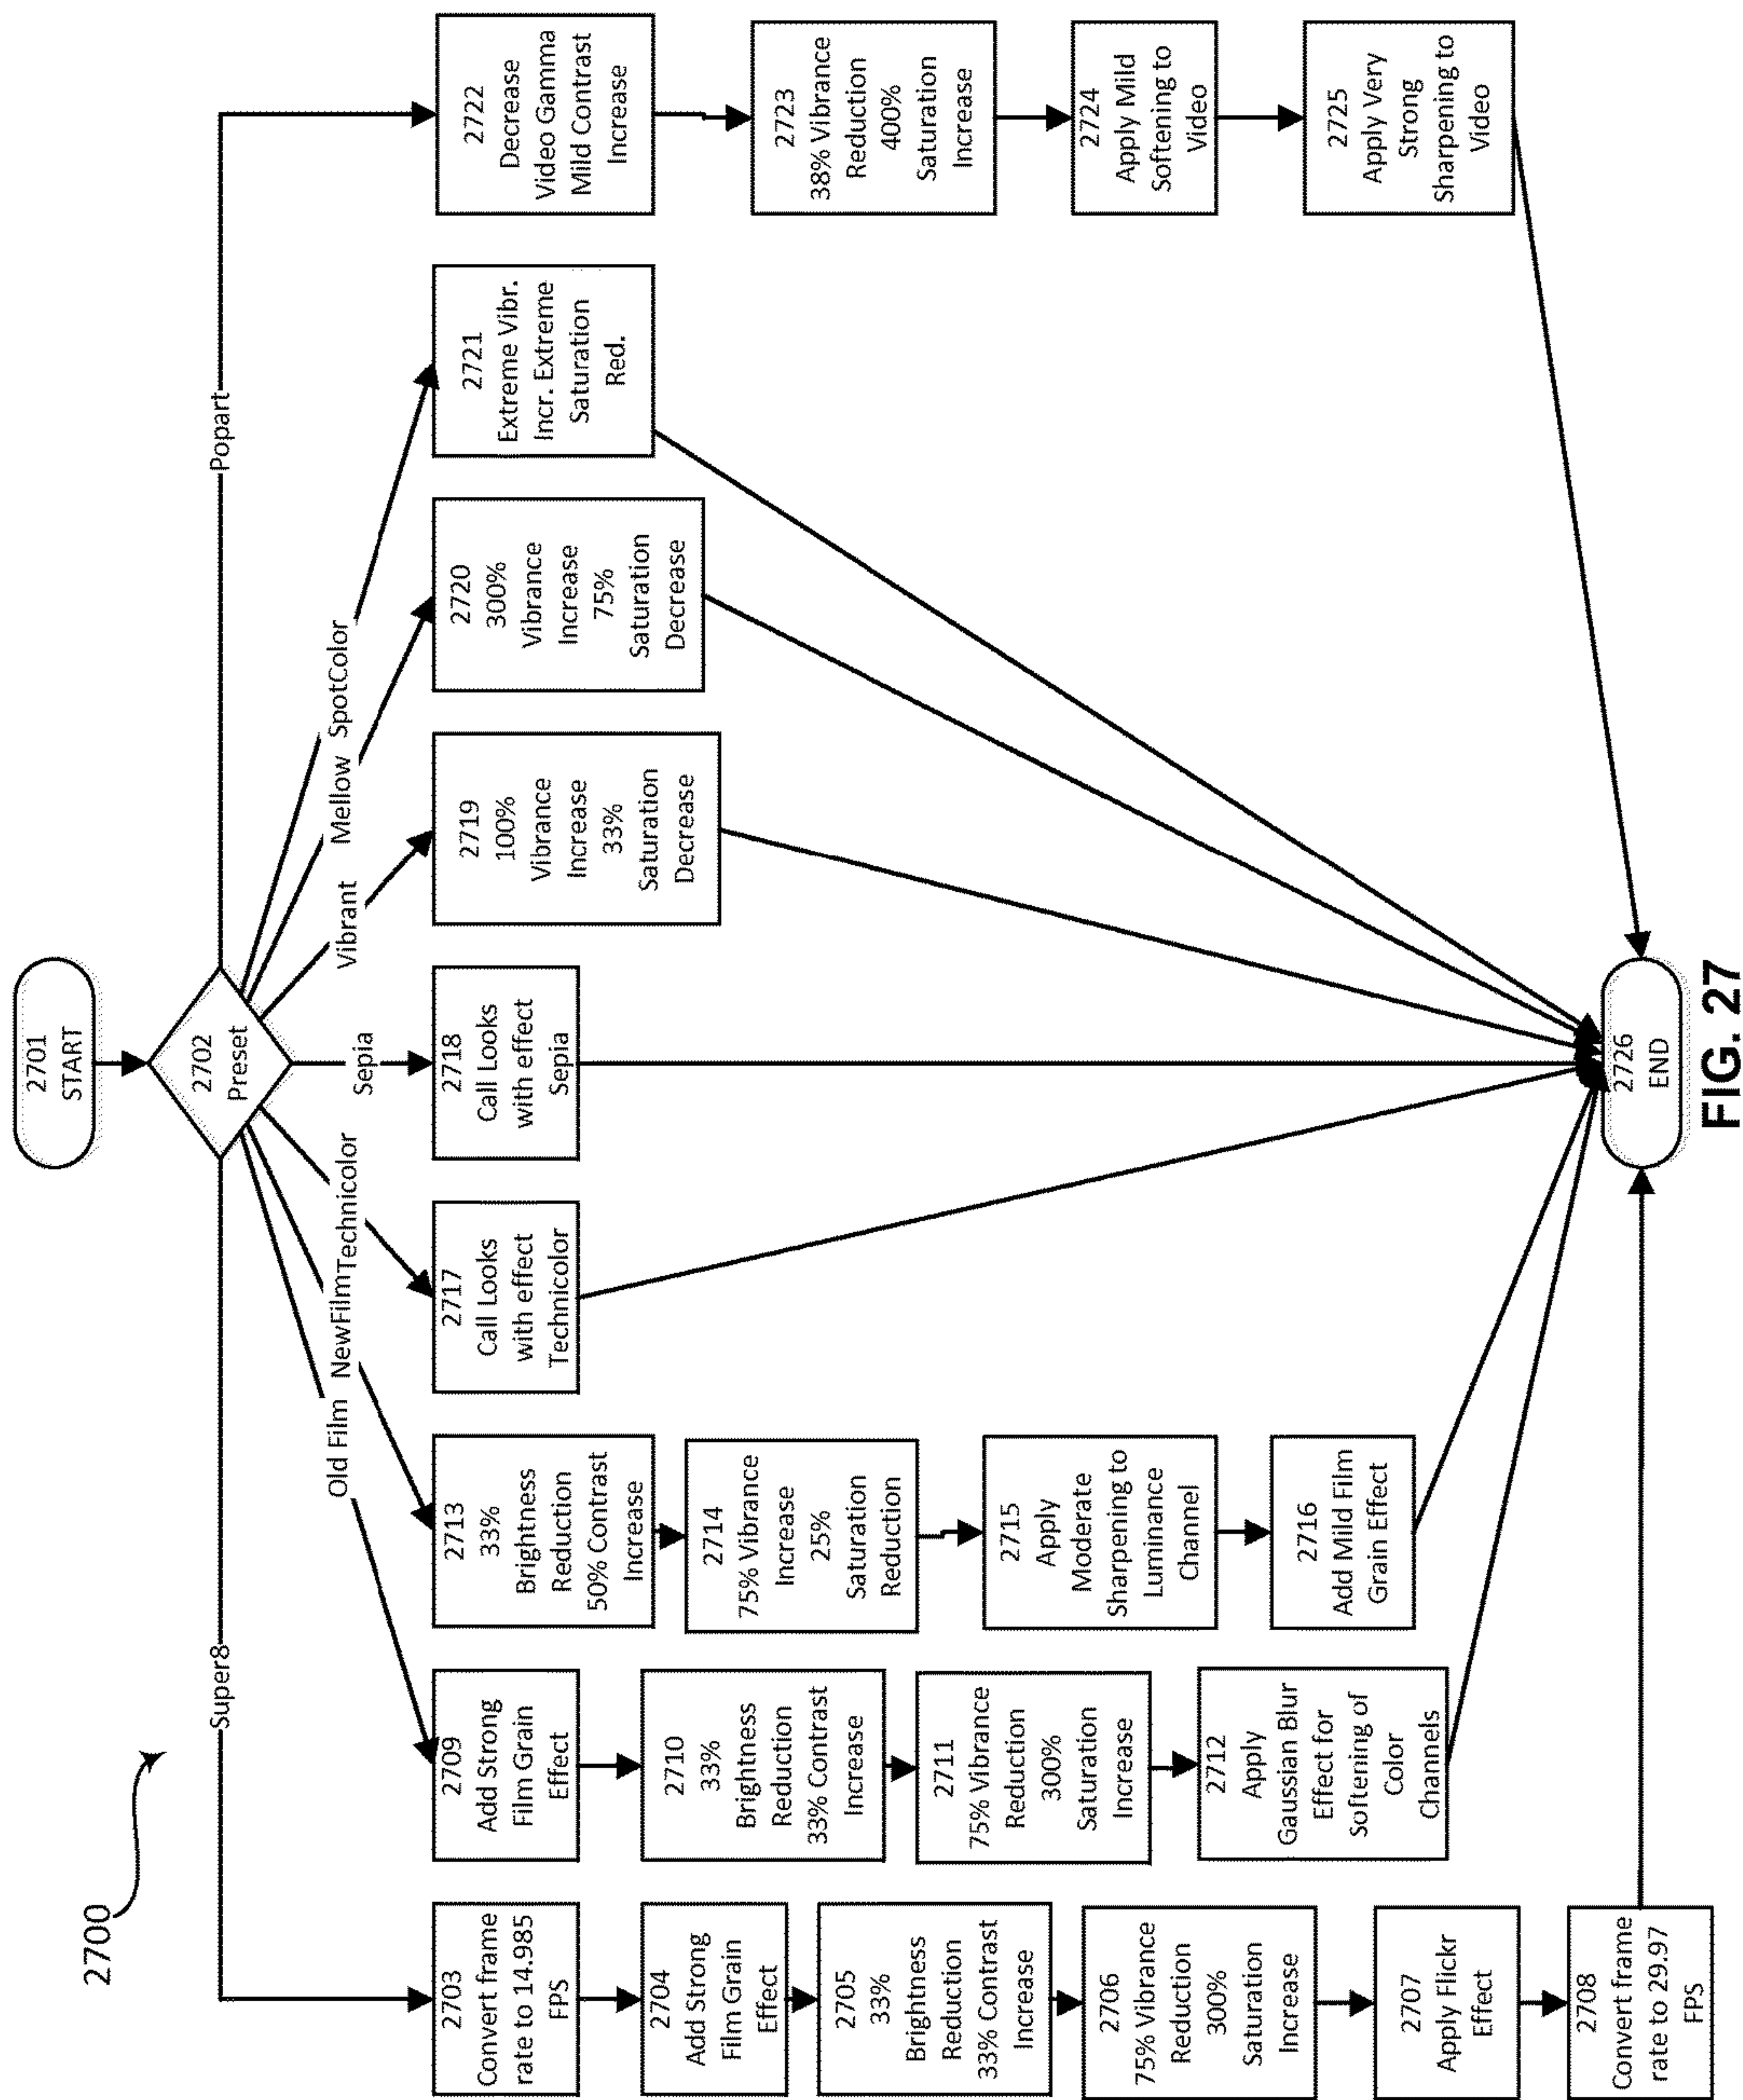 2700
2701
START
2702
Preset
Super8
Old Film
NewFilm
Technicolor
Sepia
Vibrant
Mellow
SpotColor
Popart
2703
Convert frame
rate to 14.985
FPS
2704
Add Strong
Film Grain
Effect
2705
33%
Brightness
Reduction
33% Contrast
Increase
2706
75% Vibrance
Reduction
300%
Saturation
Increase
2707
Apply Flickr
Effect
2708
Convert frame
rate to 29.97
FPS
2709
Add Strong
Film Grain
Effect
2710
33%
Brightness
Reduction
33% Contrast
Increase
2711
75% Vibrance
Reduction
300%
Saturation
Increase
2712
Apply
Gaussian Blur
Effect for
Softening of
Color
Channels
2713
33%
Brightness
Reduction
50% Contrast
Increase
2714
75% Vibrance
Increase
25%
Saturation
Reduction
2715
Apply
Moderate
Sharpening to
Luminance
Channel
2716
Add Mild Film
Grain Effect
2717
Call Looks
with effect
Technicolor
2718
Call Looks
with effect
Sepia
2719
100%
Vibrance
Increase
33%
Saturation
Decrease
2720
300%
Vibrance
Increase
75%
Saturation
Decrease
2721
Extreme Vibr.
Incr. Extreme
Saturation
Red.
2722
Decrease
Video Gamma
Mild Contrast
Increase
2723
38% Vibrance
Reduction
400%
Saturation
Increase
2724
Apply Mild
Softening to
Video
2725
Apply Very
Strong
Sharpening to
Video
2726
END
FIG. 27